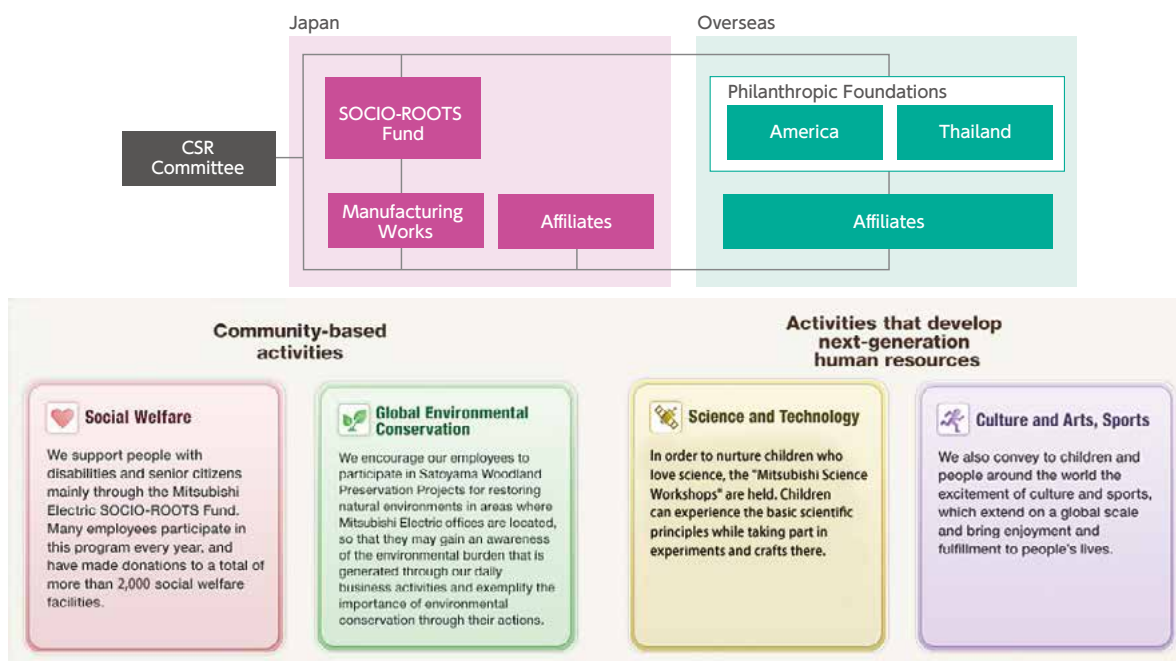 Japan
Overseas
CSR
Committee
SOCIO-ROOTS
Fund
Manufacturing
Works
Affiliates
Philanthropic Foundations
America
Thailand
Affiliates
Community-based
activities
Social Welfare
We support people with
disabilities and senior citizens
mainly through the Mitsubishi
Electric SOCIO-ROOTS Fund.
Many employees participate in
this program every year, and
have made donations to a total of
more than 2,000 social welfare
facilities.
Global Environmental
Conservation
We encourage our employees to
participate in Satoyama Woodland
Preservation Projects for restoring
natural environments in areas where
Mitsubishi Electric offices are located,
so that they may gain an awareness
of the environmental burden that is
generated through our daily
business activities and exemplify the
importance of environmental
conservation through their actions.
Activities that develop
next-generation
human resources
Science and Technology
In order to nurture children who
love science, the "Mitsubishi Science
Workshops" are held. Children
can experience the basic scientific
principles while taking part in
experiments and crafts there.
Culture and Arts, Sports
We also convey to children and
people around the world the
excitement of culture and sports,
which extend on a global scale
and bring enjoyment and
fulfillment to people's lives.